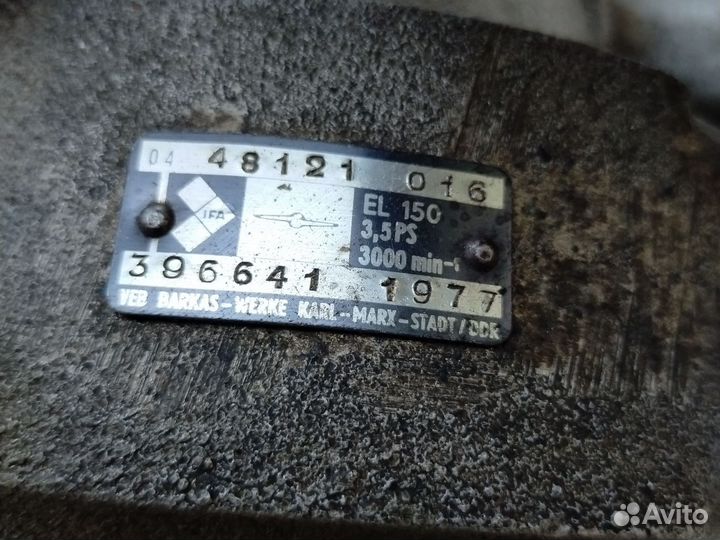 04 48121 016
IFA
EL 150
3,5 PS
3000 min-1
396641 1977
VEB BARKAS-WERKE KARL-MARX-STADT/DDR
Avito